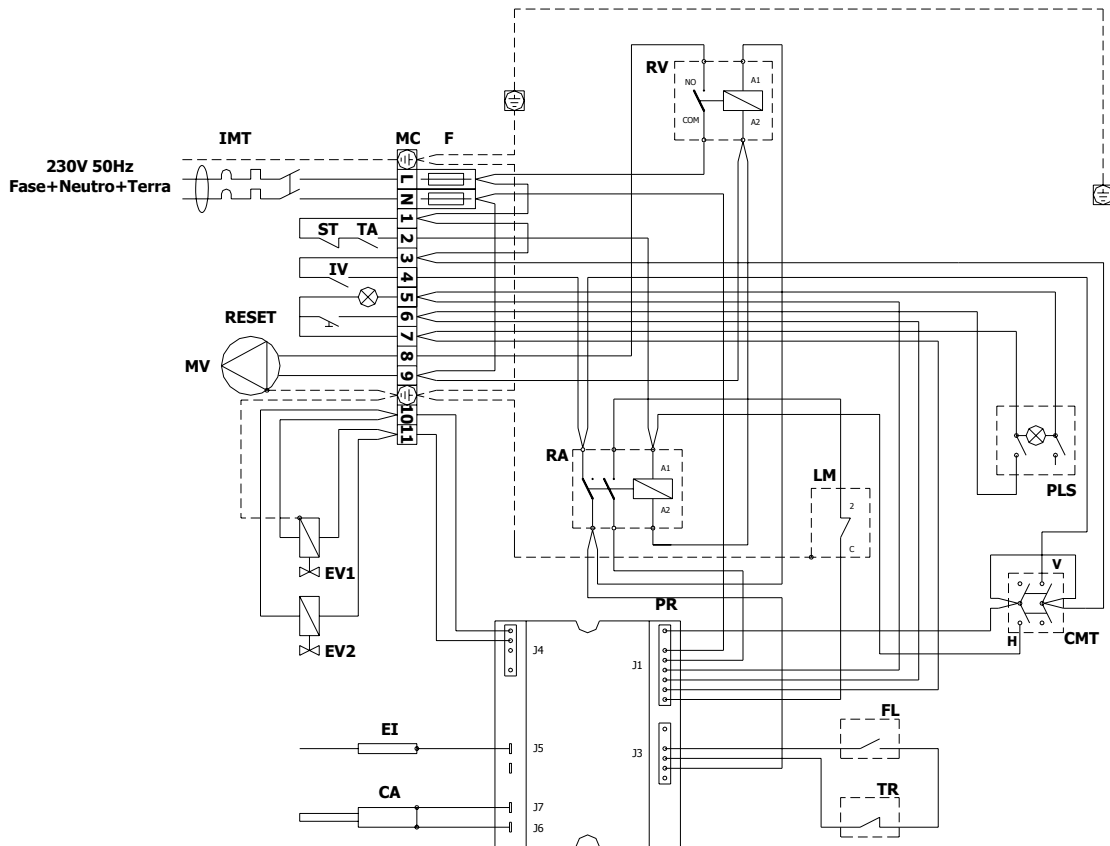 RV
NO
A1
COM
A2
IMT
MC
F
230V 50Hz
Fase+Neutro+Terra
L
N
1
2
3
4
5
6
7
8
9
10
11
ST
TA
IV
RESET
MV
RA
A1
A2
LM
2
C
PLS
EV1
EV2
V
H
CMT
PR
J4
J1
EI
J5
J3
FL
CA
J7
J6
TR